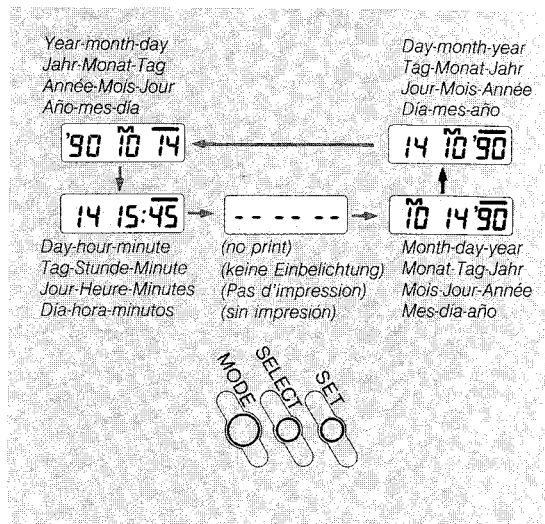 Year-month-day
Jahr-Monat-Tag
Année-Mois-Jour
Año-mes-día
Day-month-year
Tag-Monat-Jahr
Jour-Mois-Année
Día-mes-año
'90 M10 14
14 M10 '90
14 15:45
- - - - - -
M10 14 '90
Day-hour-minute
Tag-Stunde-Minute
Jour-Heure-Minutes
Día-hora-minutos
(no print)
(keine Einbelichtung)
(Pas d'impression)
(sin impresión)
Month-day-year
Monat-Tag-Jahr
Mois-Jour-Année
Mes-día-año
MODE
SELECT
SET